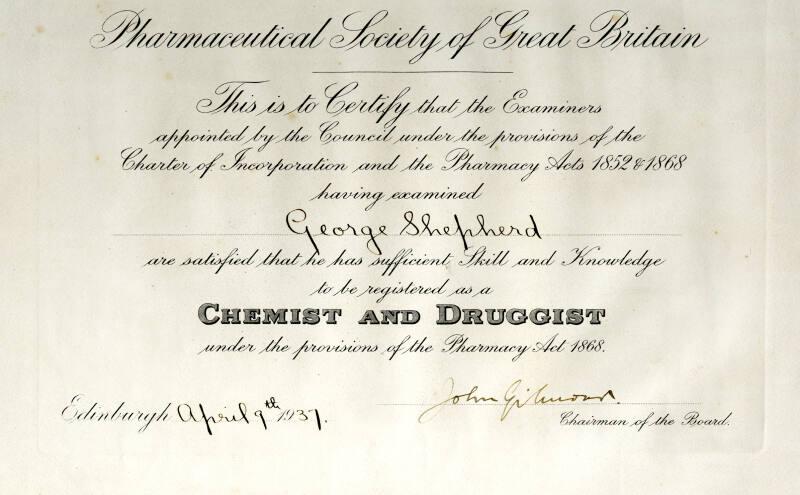 Pharmaceutical Society of Great Britain
This is to Certify that the Examiners
appointed by the Council under the provisions of the
Charter of Incorporation and the Pharmacy Acts 1852 & 1868
having examined
George Shepherd
are satisfied that he has sufficient Skill and Knowledge
to be registered as a
CHEMIST AND DRUGGIST
under the provisions of the Pharmacy Act 1868.
John Gilmour.
Edinburgh April 9th 1937.
Chairman of the Board.